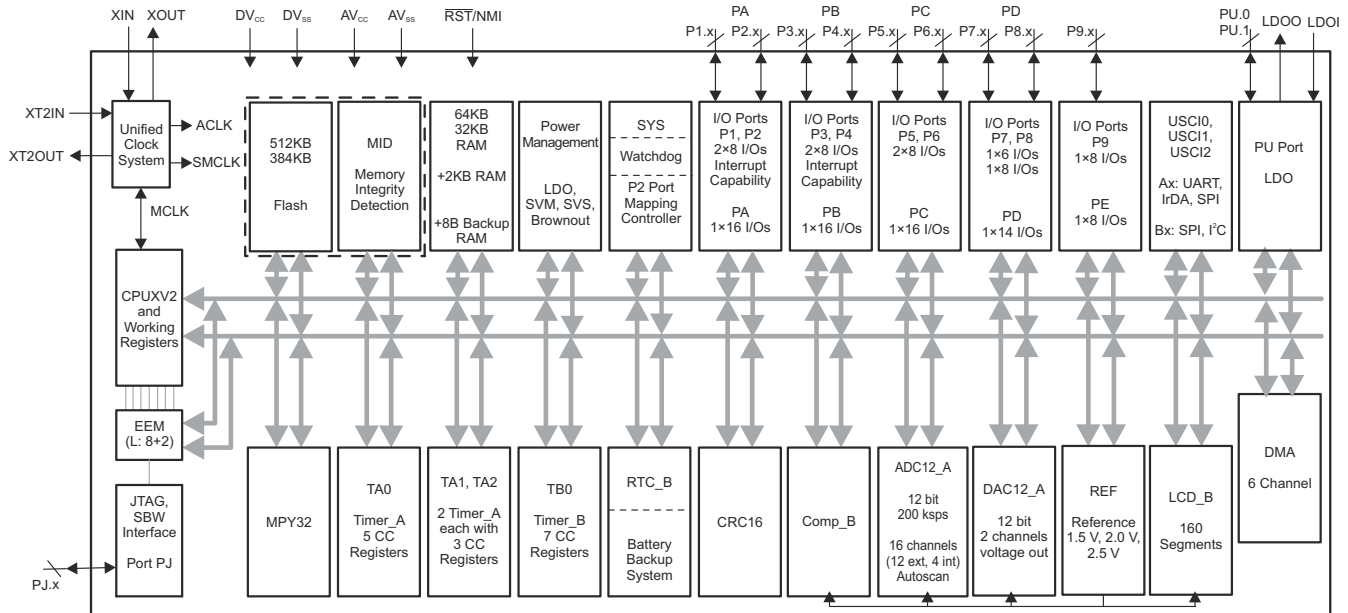 XIN
XOUT
DVCC
DVSS
AVCC
AVSS
RST/NMI
PA
P1.x
P2.x
PB
P3.x
P4.x
PC
P5.x
P6.x
PD
P7.x
P8.x
P9.x
PU.0
PU.1
LDOO
LDOI
XT2IN
XT2OUT
Unified
Clock
System
ACLK
SMCLK
MCLK
512KB
384KB
Flash
MID
Memory
Integrity
Detection
64KB
32KB
RAM
+2KB RAM
+8B Backup
RAM
Power
Management
LDO,
SVM, SVS,
Brownout
SYS
Watchdog
P2 Port
Mapping
Controller
I/O Ports
P1, P2
2×8 I/Os
Interrupt
Capability
PA
1×16 I/Os
I/O Ports
P3, P4
2×8 I/Os
Interrupt
Capability
PB
1×16 I/Os
I/O Ports
P5, P6
2×8 I/Os
PC
1×16 I/Os
I/O Ports
P7, P8
1×6 I/Os
1×8 I/Os
PD
1×14 I/Os
I/O Ports
P9
1×8 I/Os
PE
1×8 I/Os
USCI0,
USCI1,
USCI2
Ax: UART,
IrDA, SPI
Bx: SPI, I²C
PU Port
LDO
CPUXV2
and
Working
Registers
EEM
(L: 8+2)
JTAG,
SBW
Interface
Port PJ
PJ.x
MPY32
TA0
Timer_A
5 CC
Registers
TA1, TA2
2 Timer_A
each with
3 CC
Registers
TB0
Timer_B
7 CC
Registers
RTC_B
Battery
Backup
System
CRC16
Comp_B
ADC12_A
12 bit
200 ksps
16 channels
(12 ext, 4 int)
Autoscan
DAC12_A
12 bit
2 channels
voltage out
REF
Reference
1.5 V, 2.0 V,
2.5 V
LCD_B
160
Segments
DMA
6 Channel